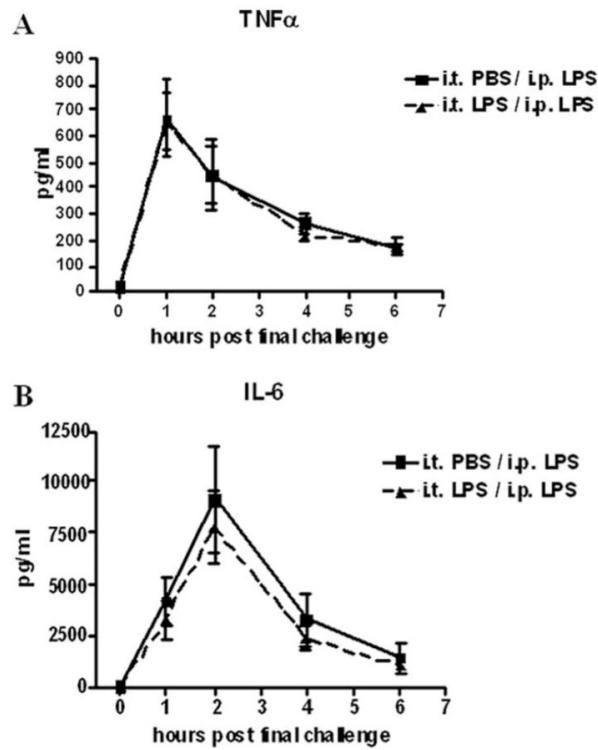 A
TNFα
900
800
700
600
500
400
300
200
100
0
pg/ml
i.t. PBS / i.p. LPS
i.t. LPS / i.p. LPS
0 1 2 3 4 5 6 7
hours post final challenge
B
IL-6
12500
10000
7500
5000
2500
0
pg/ml
i.t. PBS / i.p. LPS
i.t. LPS / i.p. LPS
0 1 2 3 4 5 6 7
hours post final challenge